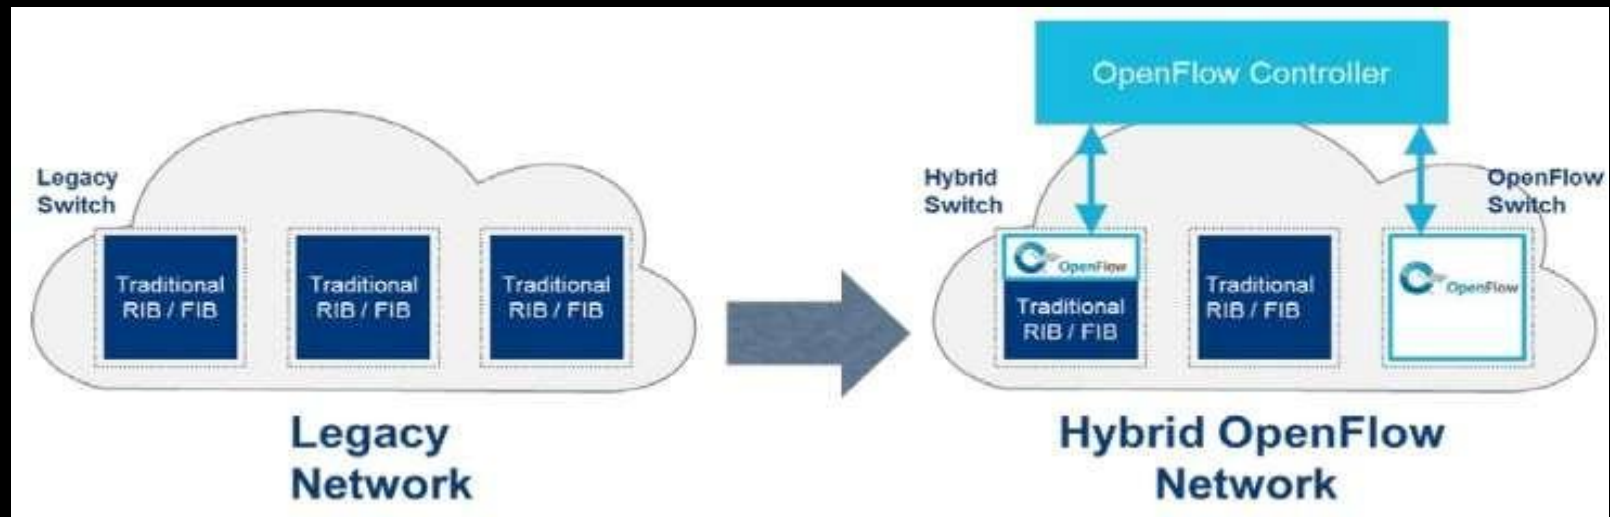 OpenFlow Controller
Legacy
Switch
Traditional
RIB / FIB
Traditional
RIB / FIB
Traditional
RIB / FIB
Legacy
Network
Hybrid
Switch
OpenFlow
Switch
OpenFlow
Traditional
RIB / FIB
Traditional
RIB / FIB
OpenFlow
Hybrid OpenFlow
Network